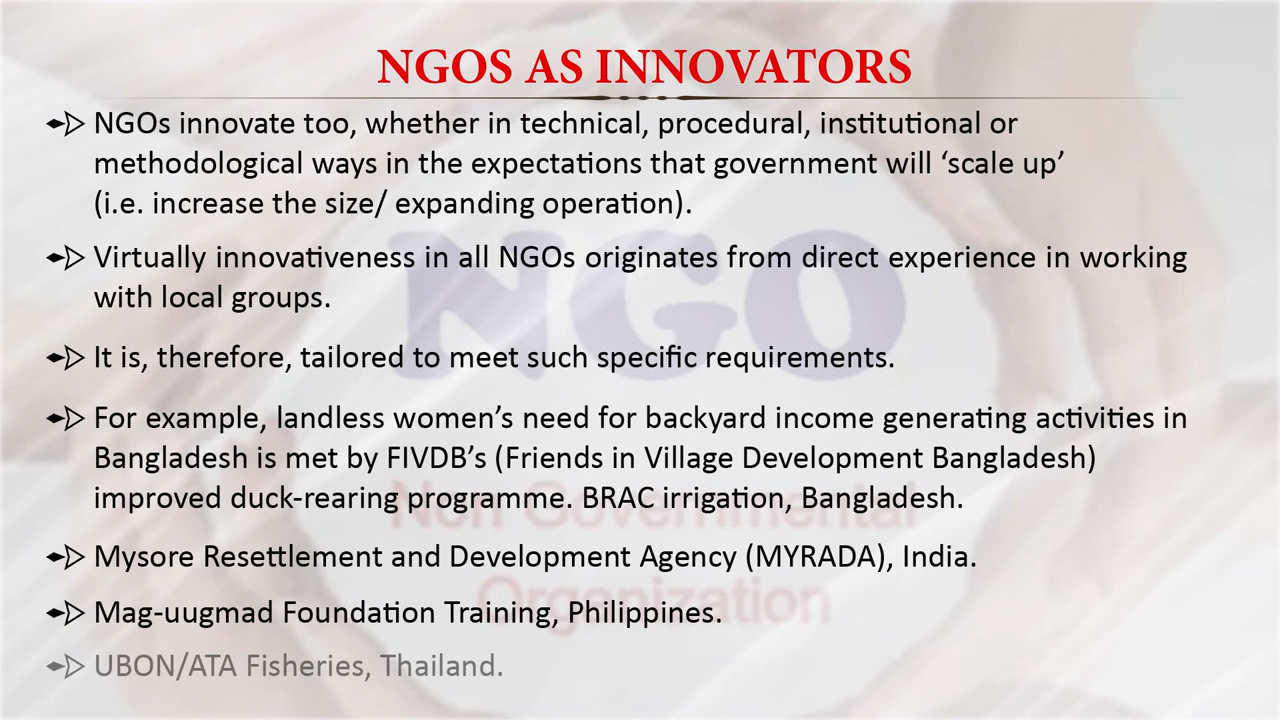 NGOS AS INNOVATORS
NGOs innovate too, whether in technical, procedural, institutional or
methodological ways in the expectations that government will ‘scale up’
(i.e. increase the size/ expanding operation).
Virtually innovativeness in all NGOs originates from direct experience in working
with local groups.
It is, therefore, tailored to meet such specific requirements.
For example, landless women’s need for backyard income generating activities in
Bangladesh is met by FIVDB’s (Friends in Village Development Bangladesh)
improved duck-rearing programme. BRAC irrigation, Bangladesh.
Mysore Resettlement and Development Agency (MYRADA), India.
Mag-uugmad Foundation Training, Philippines.
UBON/ATA Fisheries, Thailand.
NGO
Non Governmental
Organization